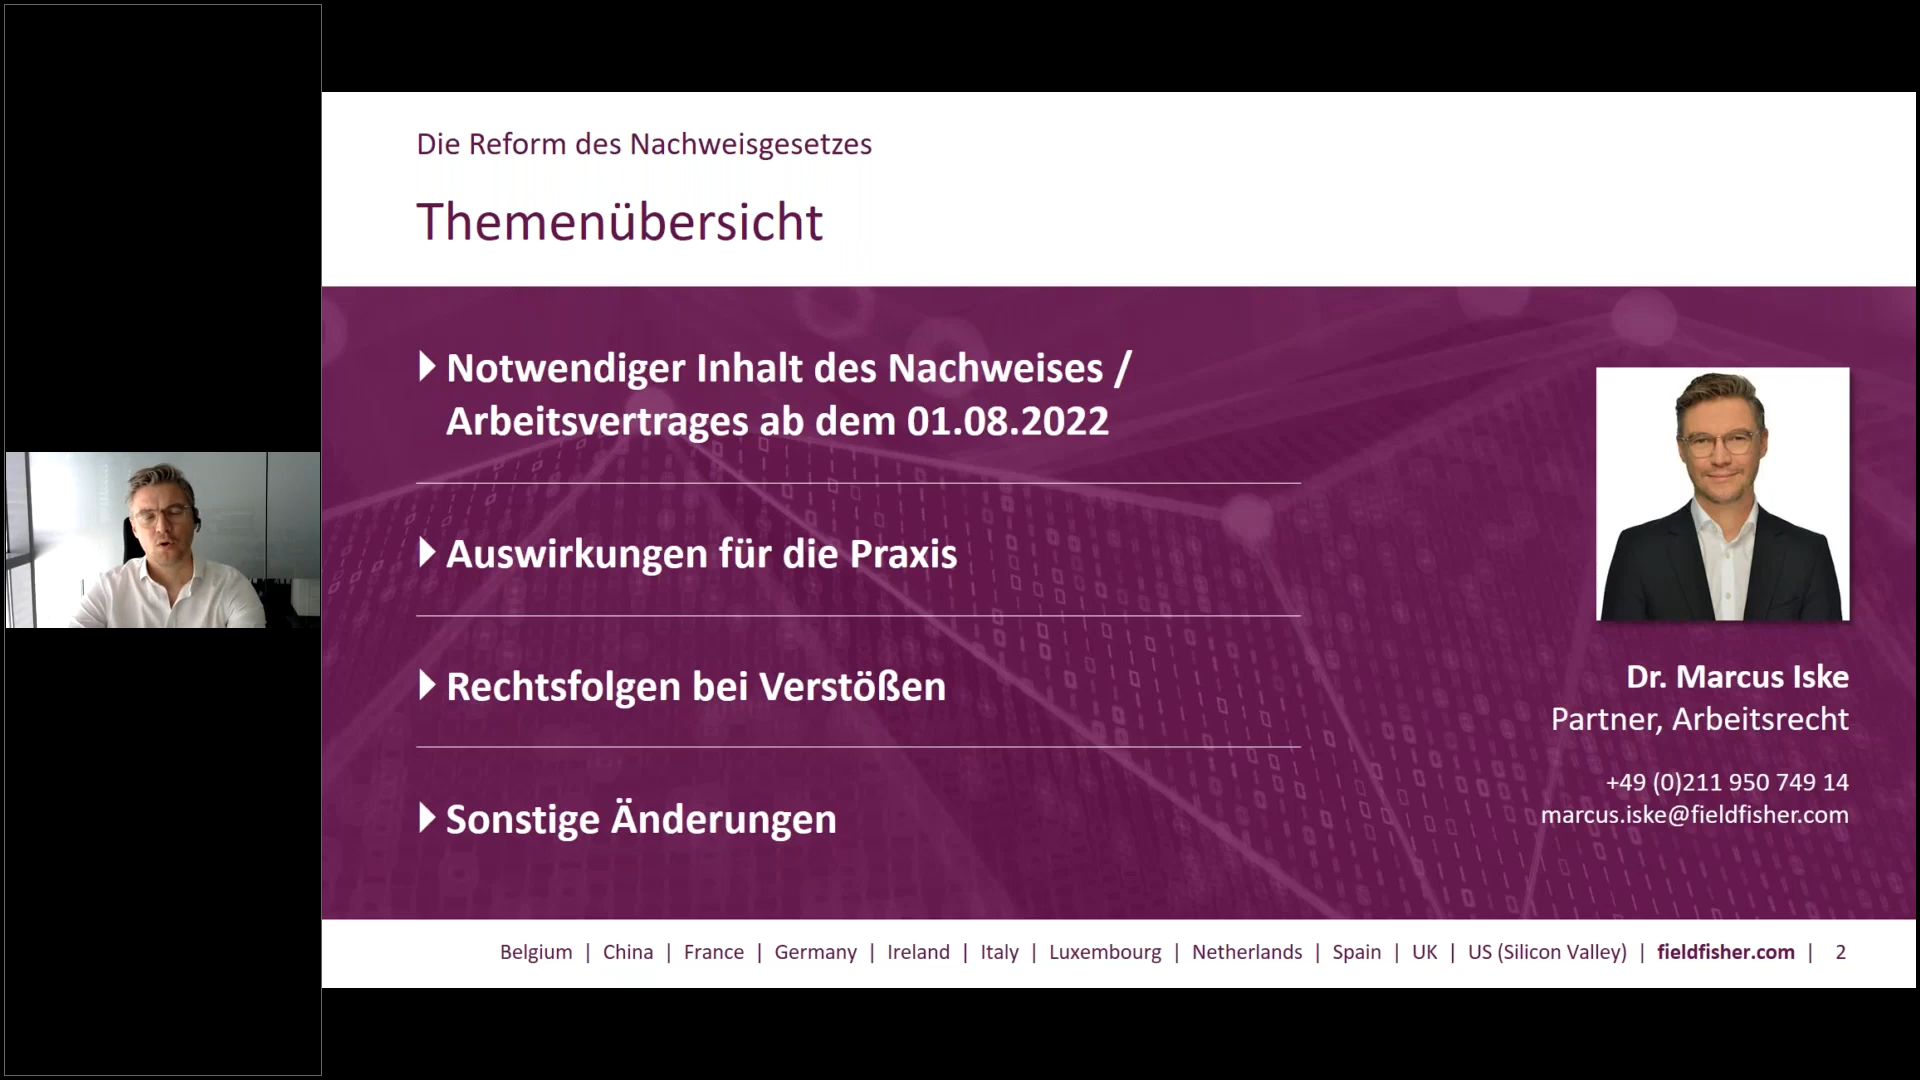 Die Reform des Nachweisgesetzes
Themenübersicht
Notwendiger Inhalt des Nachweises /
Arbeitsvertrages ab dem 01.08.2022
Auswirkungen für die Praxis
Rechtsfolgen bei Verstößen
Sonstige Änderungen
Dr. Marcus Iske
Partner, Arbeitsrecht
+49 (0)211 950 749 14
marcus.iske@fieldfisher.com
Belgium | China | France | Germany | Ireland | Italy | Luxembourg | Netherlands | Spain | UK | US (Silicon Valley) | fieldfisher.com | 2